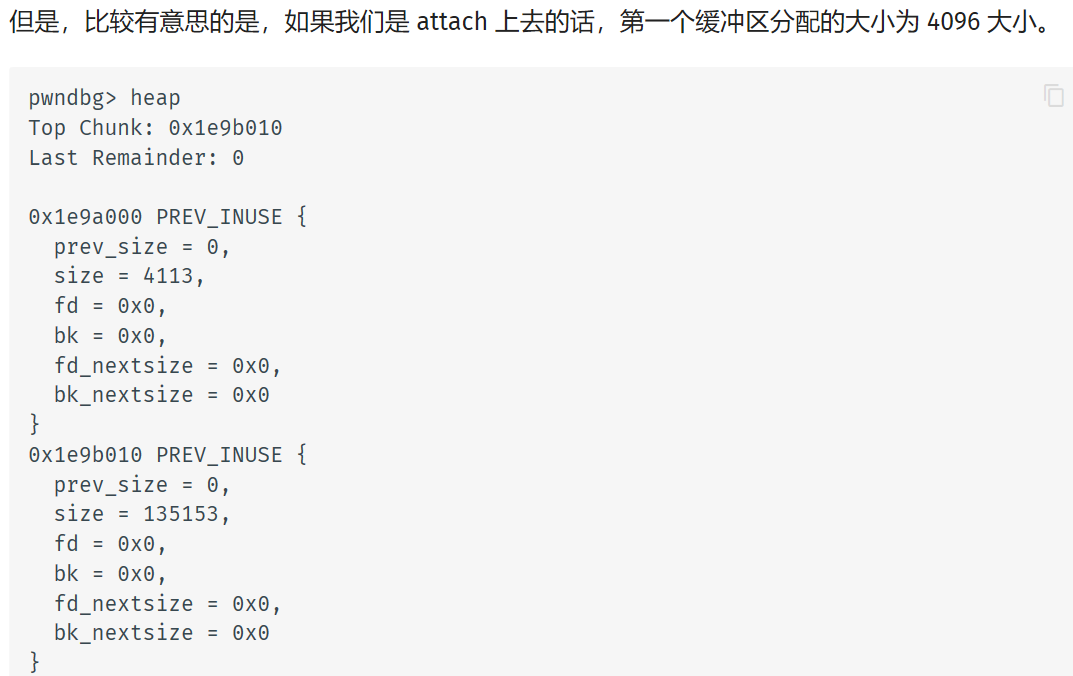 但是，比较有意思的是，如果我们是 attach 上去的话，第一个缓冲区分配的大小为 4096 大小。
pwndbg> heap
Top Chunk: 0x1e9b010
Last Remainder: 0
0x1e9a000 PREV_INUSE {
  prev_size = 0,
  size = 4113,
  fd = 0x0,
  bk = 0x0,
  fd_nextsize = 0x0,
  bk_nextsize = 0x0
}
0x1e9b010 PREV_INUSE {
  prev_size = 0,
  size = 135153,
  fd = 0x0,
  bk = 0x0,
  fd_nextsize = 0x0,
  bk_nextsize = 0x0
}